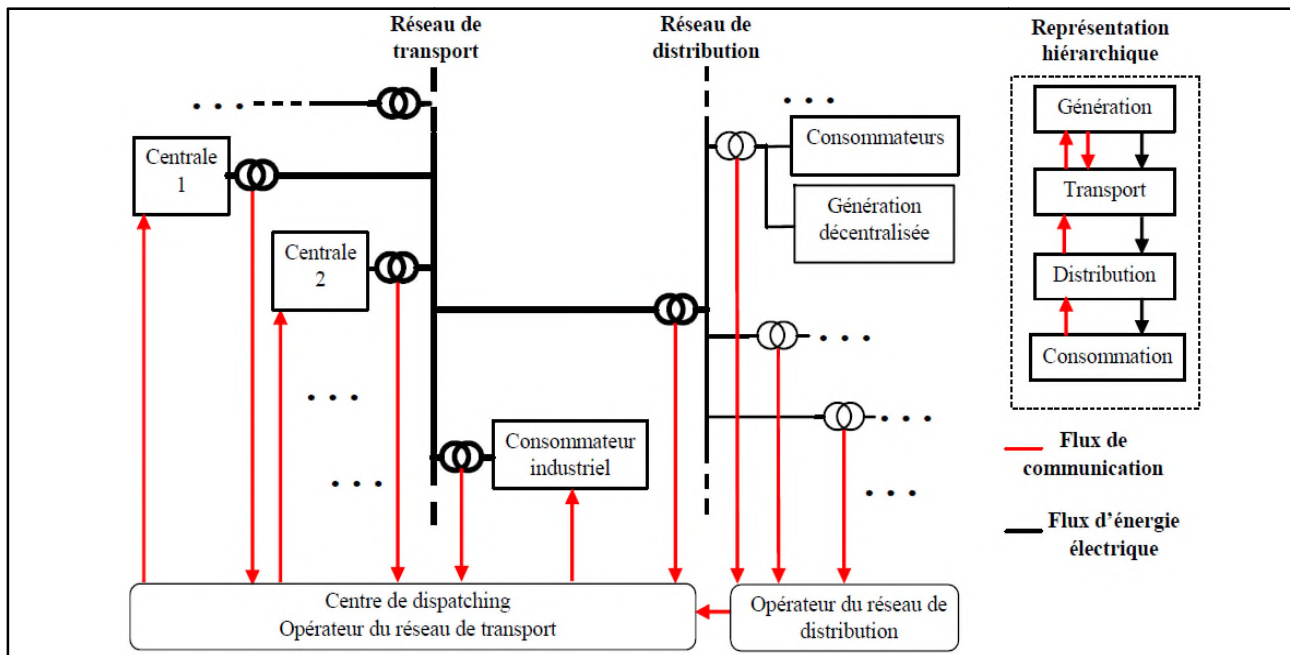 Réseau de
transport
Réseau de
distribution
Représentation
hiérarchique
. . .
. . .
Génération
Centrale
1
Consommateurs
Transport
Génération
décentralisée
Centrale
2
Distribution
. . .
Consommation
. . .
Consommateur
industriel
. . .
. . .
. . .
Flux de
communication
Flux d'énergie
électrique
Centre de dispatching
Opérateur du réseau de transport
Opérateur du réseau de
distribution